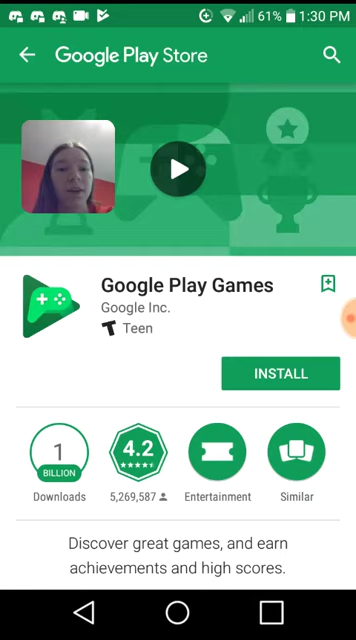 61% 1:30 PM
Google Play Store
Google Play Games
Google Inc.
T Teen
INSTALL
1
BILLION
Downloads
4.2
5,269,587
Entertainment
Similar
Discover great games, and earn
achievements and high scores.